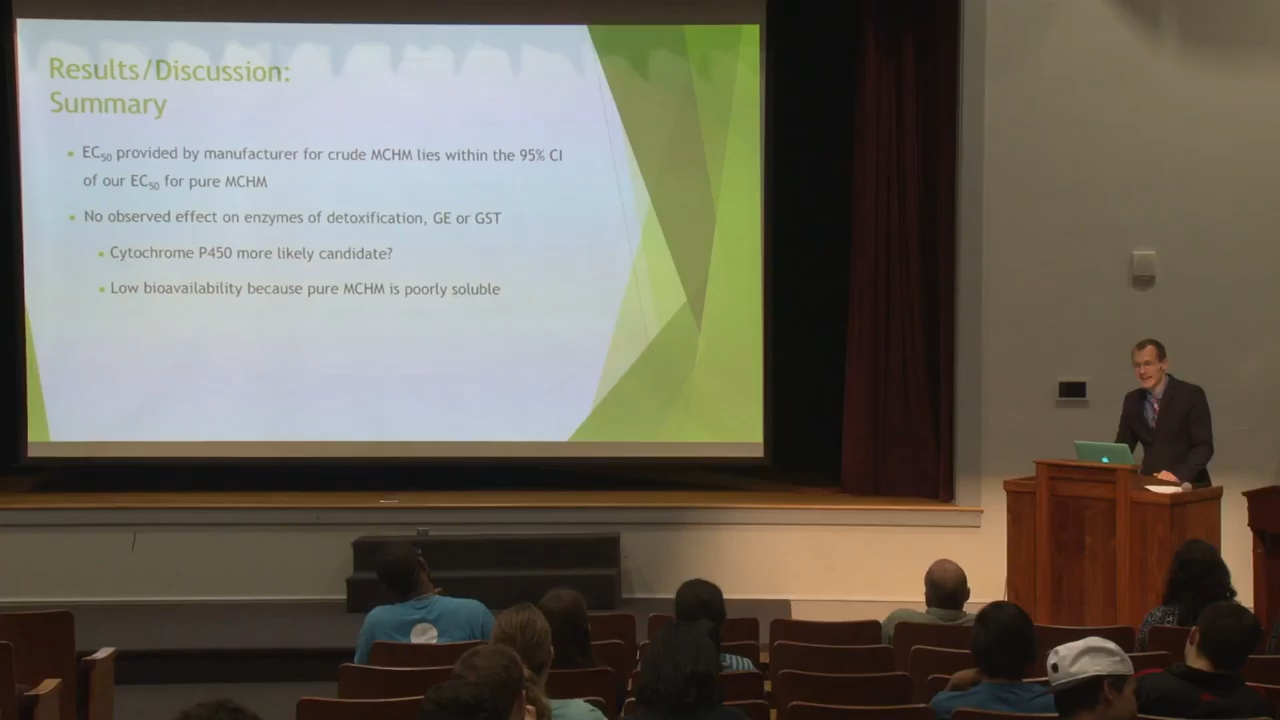 Results/Discussion:
Summary
EC50 provided by manufacturer for crude MCHM lies within the 95% CI
of our EC50 for pure MCHM
No observed effect on enzymes of detoxification, GE or GST
Cytochrome P450 more likely candidate?
Low bioavailability because pure MCHM is poorly soluble